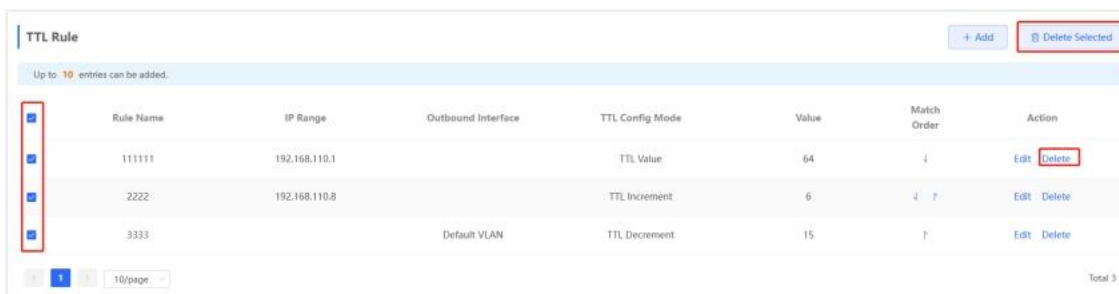 TTL Rule
+ Add
Delete Selected
Up to 10 entries can be added.
Rule Name IP Range Outbound Interface TTL Config Mode Value Match Order Action
111111 192.168.110.1 TTL Value 64 ↓ Edit Delete
2222 192.168.110.8 TTL Increment 6 ↓ ↑ Edit Delete
3333 Default VLAN TTL Decrement 15 ↑ Edit Delete
< 1 > 10/page Total 3